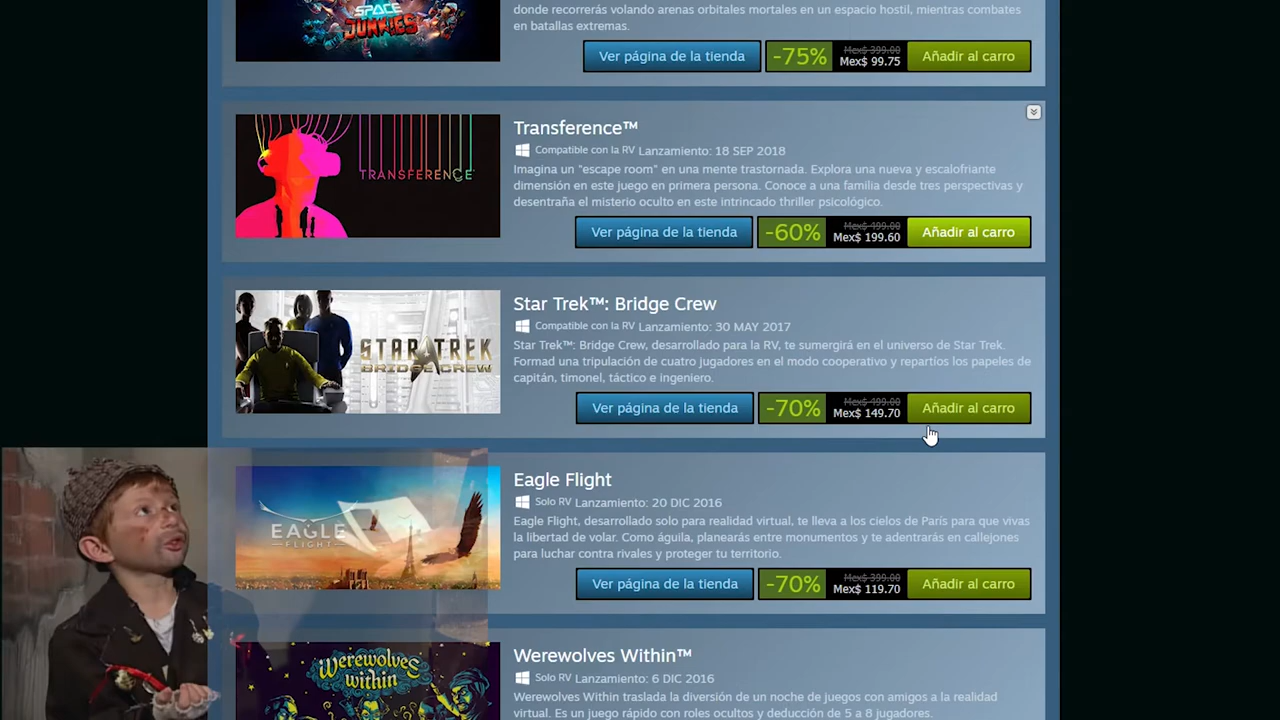 SPACE
JUNKIES
donde recorrerás volando arenas orbitales mortales en un espacio hostil, mientras combates
en batallas extremas.
Ver página de la tienda
-75%
Mex$ 399.00
Mex$ 99.75
Añadir al carro
TRANSFERENCE
Transference™
Compatible con la RV Lanzamiento: 18 SEP 2018
Imagina un "escape room" en una mente trastornada. Explora una nueva y escalofriante
dimensión en este juego en primera persona. Conoce a una familia desde tres perspectivas y
desentraña el misterio oculto en este intrincado thriller psicológico.
Ver página de la tienda
-60%
Mex$ 499.00
Mex$ 199.60
Añadir al carro
STAR TREK
BRIDGE CREW
Star Trek™: Bridge Crew
Compatible con la RV Lanzamiento: 30 MAY 2017
Star Trek™: Bridge Crew, desarrollado para la RV, te sumergirá en el universo de Star Trek.
Formad una tripulación de cuatro jugadores en el modo cooperativo y repartíos los papeles de
capitán, timonel, táctico e ingeniero.
Ver página de la tienda
-70%
Mex$ 499.00
Mex$ 149.70
Añadir al carro
EAGLE
FLIGHT
Eagle Flight
Solo RV Lanzamiento: 20 DIC 2016
Eagle Flight, desarrollado solo para realidad virtual, te lleva a los cielos de París para que vivas
la libertad de volar. Como águila, planearás entre monumentos y te adentrarás en callejones
para luchar contra rivales y proteger tu territorio.
Ver página de la tienda
-70%
Mex$ 399.00
Mex$ 119.70
Añadir al carro
Werewolves
within
Werewolves Within™
Solo RV Lanzamiento: 6 DIC 2016
Werewolves Within traslada la diversión de un noche de juegos con amigos a la realidad
virtual. Es un juego rápido con roles ocultos y deducción de 5 a 8 jugadores.